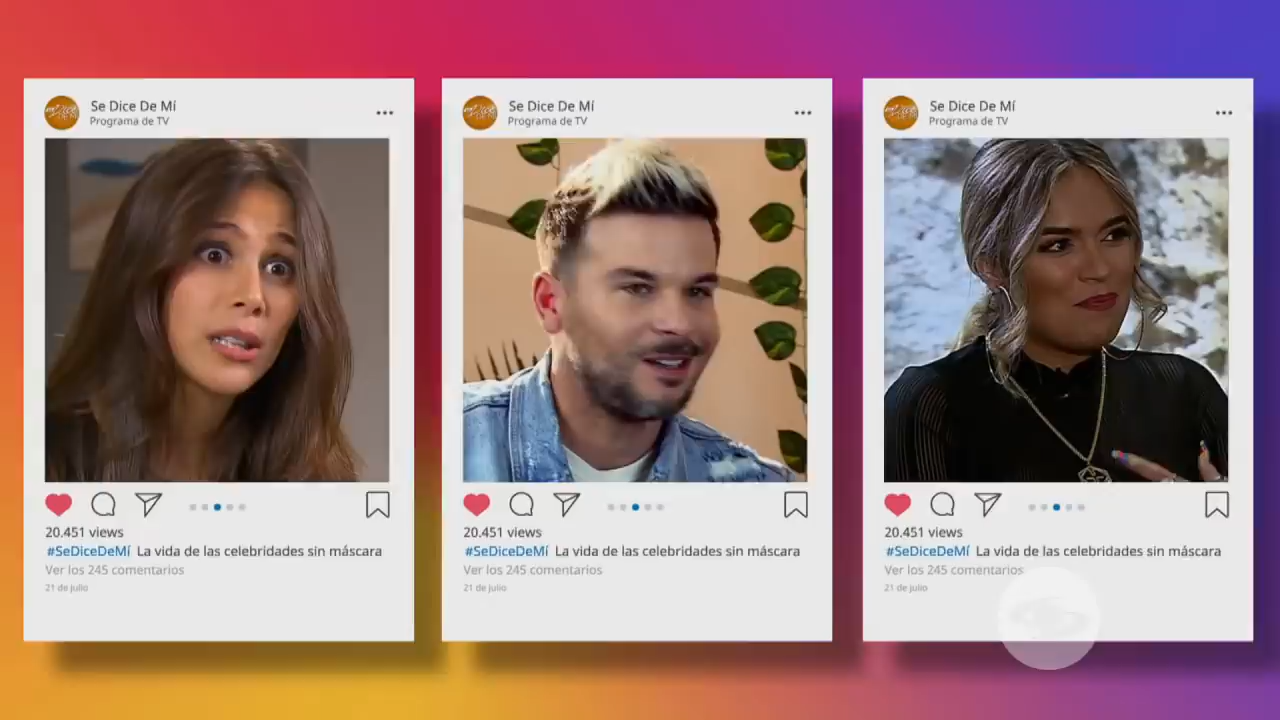 Se Dice De Mí
Programa de TV
20.451 views
#SeDiceDeMí La vida de las celebridades sin máscara
Ver los 245 comentarios
21 de julio
Se Dice De Mí
Programa de TV
20.451 views
#SeDiceDeMí La vida de las celebridades sin máscara
Ver los 245 comentarios
21 de julio
Se Dice De Mí
Programa de TV
20.451 views
#SeDiceDeMí La vida de las celebridades sin máscara
Ver los 245 comentarios
21 de julio